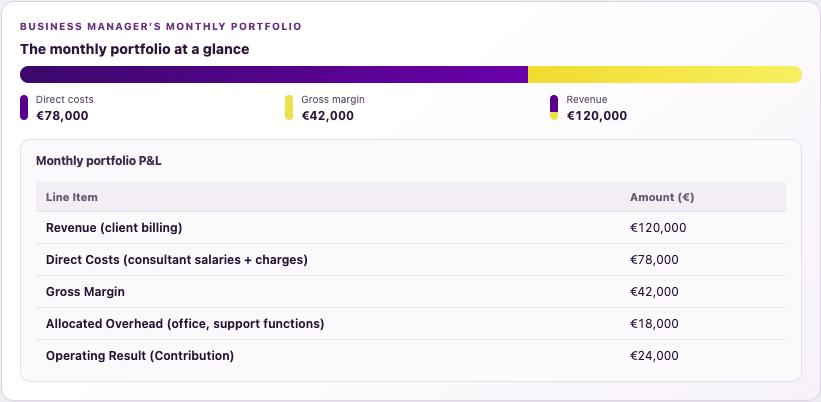 BUSINESS MANAGER’S MONTHLY PORTFOLIO
The monthly portfolio at a glance
Direct costs
€78,000
Gross margin
€42,000
Revenue
€120,000
Monthly portfolio P&L
Line Item Amount (€)
Revenue (client billing) €120,000
Direct Costs (consultant salaries + charges) €78,000
Gross Margin €42,000
Allocated Overhead (office, support functions) €18,000
Operating Result (Contribution) €24,000